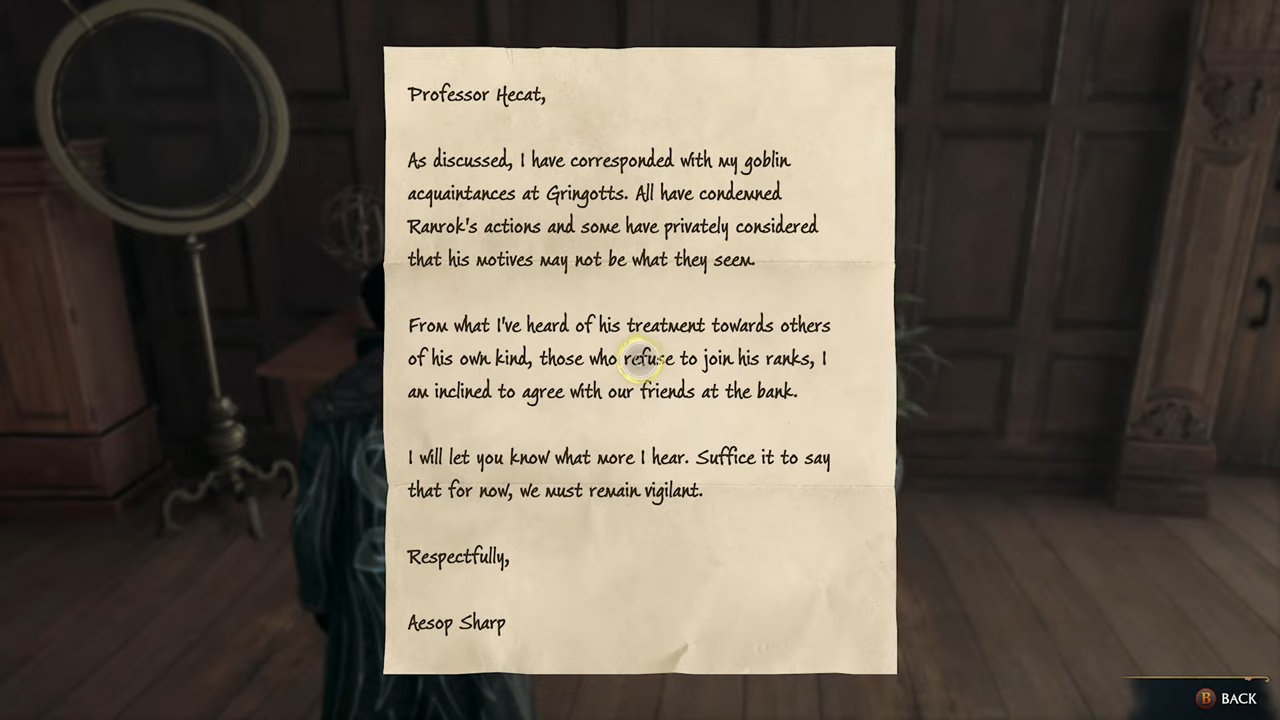 Professor Hecat,
As discussed, I have corresponded with my goblin
acquaintances at Gringotts. All have condemned
Ranrok's actions and some have privately considered
that his motives may not be what they seem.
From what I've heard of his treatment towards others
of his own kind, those who refuse to join his ranks, I
am inclined to agree with our friends at the bank.
I will let you know what more I hear. Suffice it to say
that for now, we must remain vigilant.
Respectfully,
Aesop Sharp
B BACK